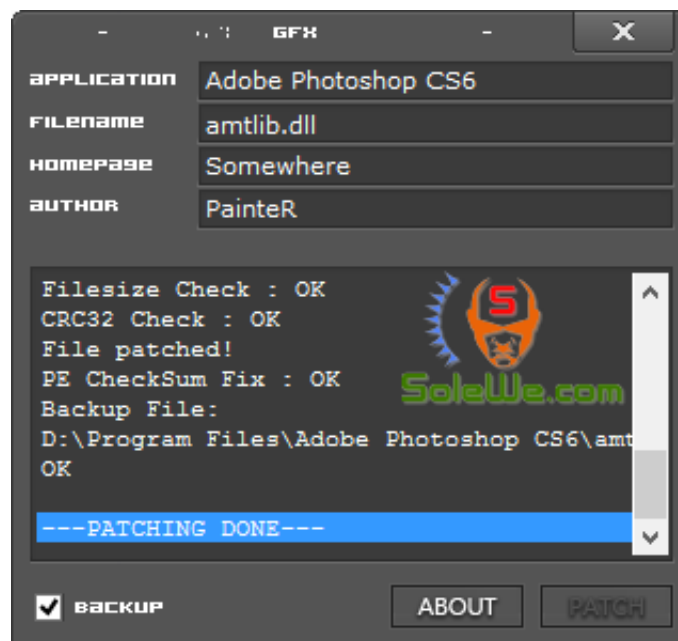 GFX
APPLICATION Adobe Photoshop CS6
FILENAME amtlib.dll
HOMEPAGE Somewhere
AUTHOR PainteR
Filesize Check : OK
CRC32 Check : OK
File patched!
PE CheckSum Fix : OK
Backup File:
D:\Program Files\Adobe Photoshop CS6\amt
OK
---PATCHING DONE---
S
SoleWe.com
BACKUP
ABOUT
PATCH